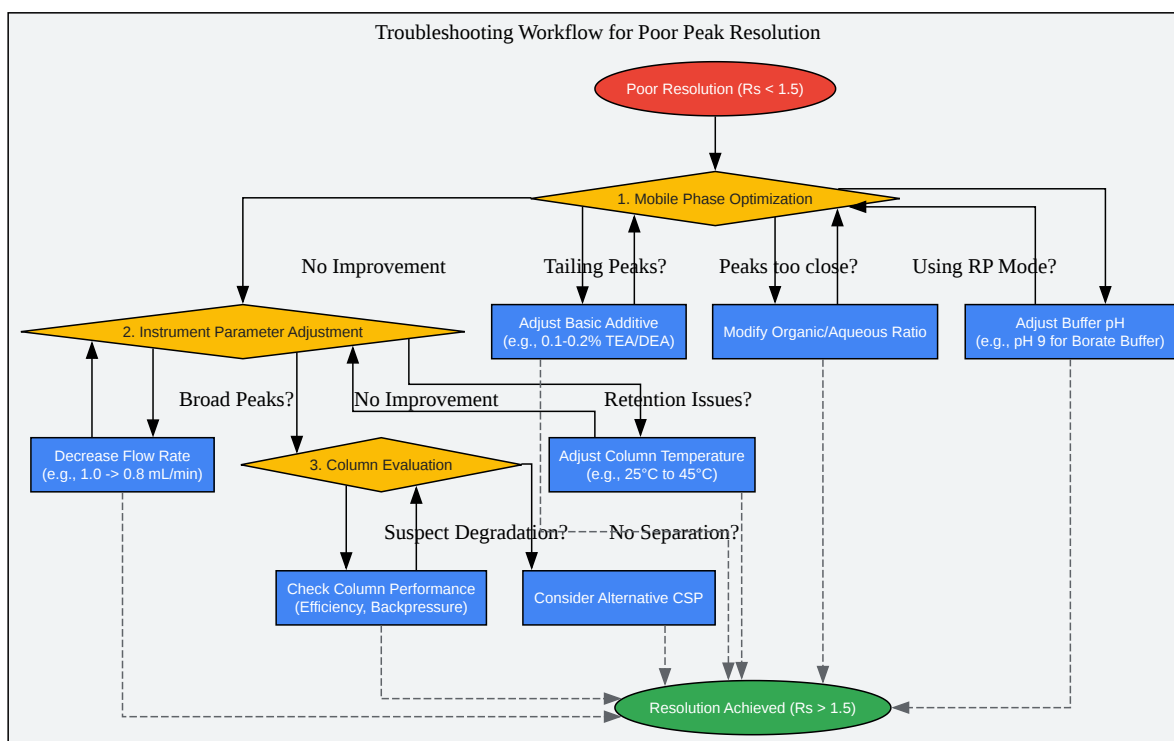 Troubleshooting Workflow for Poor Peak Resolution
Poor Resolution (Rs < 1.5)
1. Mobile Phase Optimization
No Improvement
Tailing Peaks?
Peaks too close?
Using RP Mode?
2. Instrument Parameter Adjustment
Adjust Basic Additive
(e.g., 0.1-0.2% TEA/DEA)
Modify Organic/Aqueous Ratio
Adjust Buffer pH
(e.g., pH 9 for Borate Buffer)
Broad Peaks?
No Improvement
Retention Issues?
Decrease Flow Rate
(e.g., 1.0 -> 0.8 mL/min)
3. Column Evaluation
Adjust Column Temperature
(e.g., 25°C to 45°C)
Suspect Degradation?
No Separation?
Check Column Performance
(Efficiency, Backpressure)
Consider Alternative CSP
Resolution Achieved (Rs > 1.5)